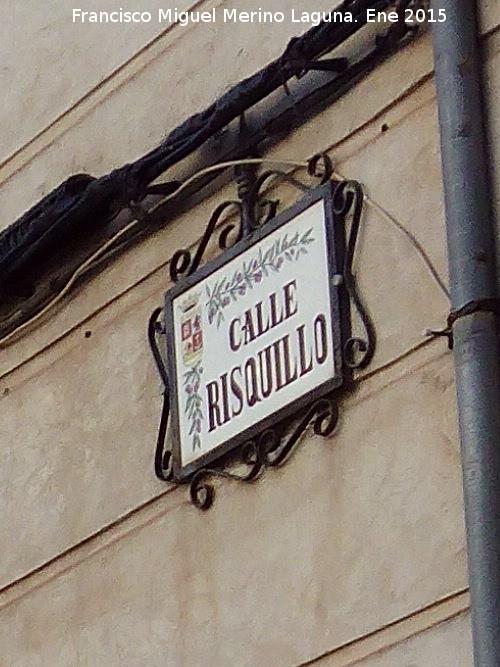 Francisco Miguel Merino Laguna. Ene 2015
CALLE
RISQUILLO